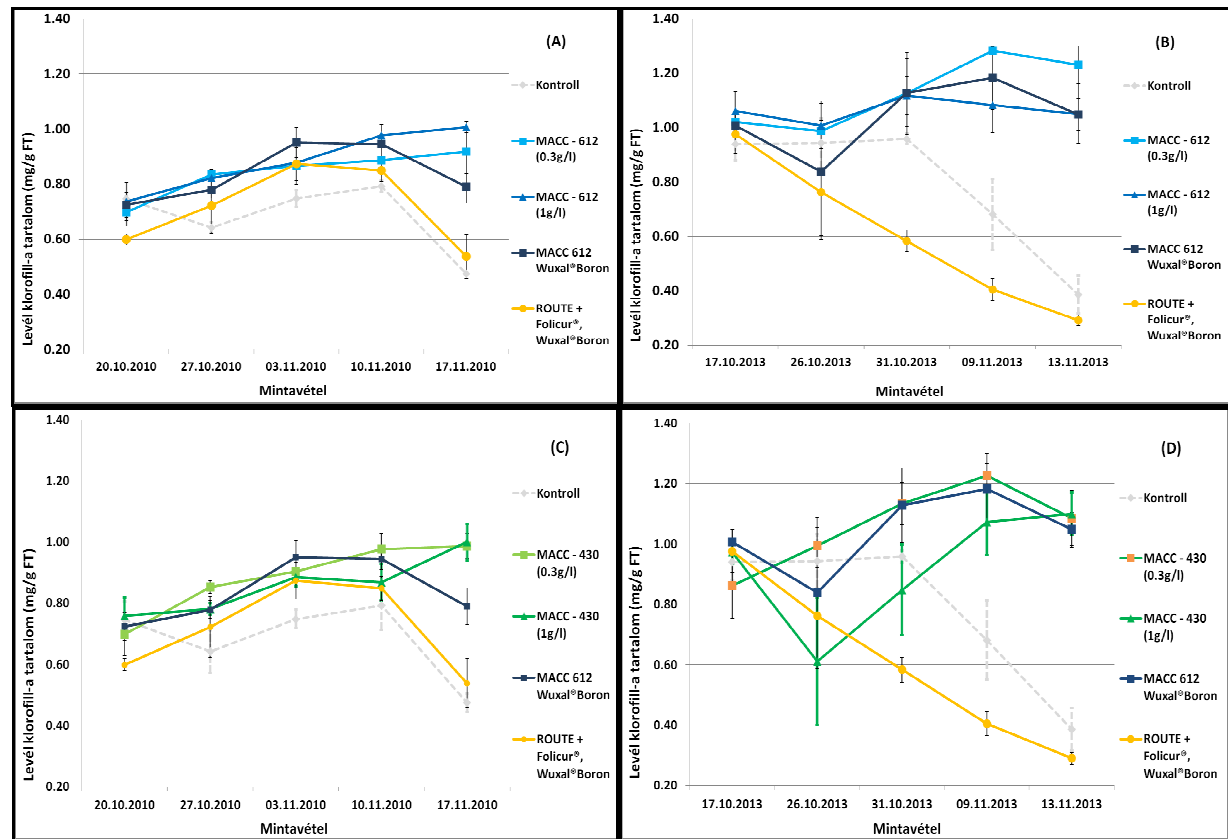 (A)
Levél klorofill-a tartalom (mg/g FT)
1.40
1.20
1.00
0.80
0.60
0.40
0.20
20.10.2010 27.10.2010 03.11.2010 10.11.2010 17.11.2010
Mintavétel
Kontroll
MACC - 612
(0.3g/l)
MACC - 612
(1g/l)
MACC 612
Wuxal®Boron
ROUTE +
Folicur®,
Wuxal®Boron
(B)
Levél klorofill-a tartalom (mg/g FT)
1.40
1.20
1.00
0.80
0.60
0.40
0.20
17.10.2013 26.10.2013 31.10.2013 09.11.2013 13.11.2013
Mintavétel
Kontroll
MACC - 612
(0.3g/l)
MACC - 612
(1g/l)
MACC 612
Wuxal®Boron
ROUTE +
Folicur®,
Wuxal®Boron
(C)
Levél klorofill-a tartalom (mg/g FT)
1.40
1.20
1.00
0.80
0.60
0.40
0.20
20.10.2010 27.10.2010 03.11.2010 10.11.2010 17.11.2010
Mintavétel
Kontroll
MACC - 430
(0.3g/l)
MACC - 430
(1g/l)
MACC 612
Wuxal®Boron
ROUTE +
Folicur®,
Wuxal®Boron
(D)
Levél klorofill-a tartalom (mg/g FT)
1.40
1.20
1.00
0.80
0.60
0.40
0.20
17.10.2013 26.10.2013 31.10.2013 09.11.2013 13.11.2013
Mintavétel
Kontroll
MACC - 430
(0.3g/l)
MACC - 430
(1g/l)
MACC 612
Wuxal®Boron
ROUTE +
Folicur®,
Wuxal®Boron